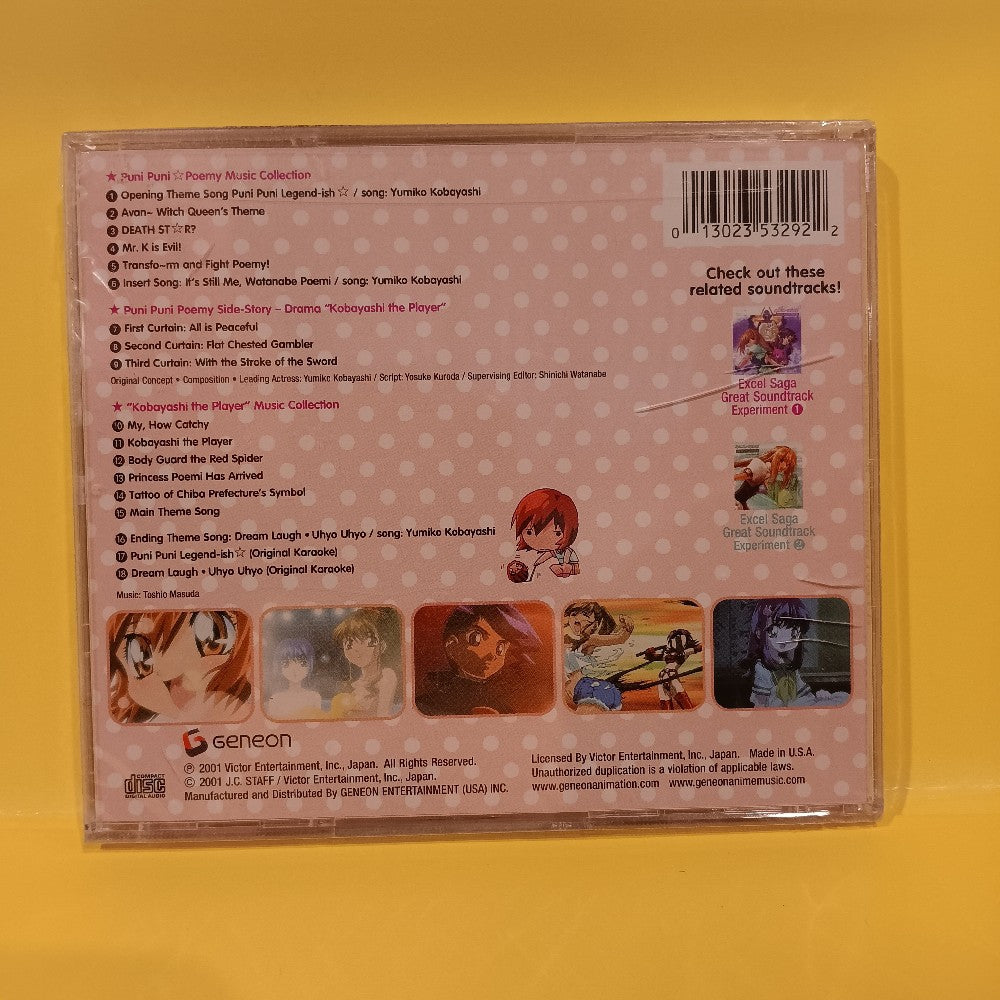 ★ Puni Puni☆Poemy Music Collection
1 Opening Theme Song Puni Puni Legend-ish☆ / song: Yumiko Kobayashi
2 Avan~ Witch Queen's Theme
3 DEATH ST☆R?
4 Mr. K is Evil!
5 Transfo~rm and Fight Poemy!
6 Insert Song: It's Still Me, Watanabe Poemi / song: Yumiko Kobayashi
★ Puni Puni Poemy Side-Story – Drama "Kobayashi the Player"
7 First Curtain: All is Peaceful
8 Second Curtain: Flat Chested Gambler
9 Third Curtain: With the Stroke of the Sword
Original Concept • Composition • Leading Actress: Yumiko Kobayashi / Script: Yosuke Kuroda / Supervising Editor: Shinichi Watanabe
★ "Kobayashi the Player" Music Collection
10 My, How Catchy
11 Kobayashi the Player
12 Body Guard the Red Spider
13 Princess Poemi Has Arrived
14 Tattoo of Chiba Prefecture's Symbol
15 Main Theme Song
16 Ending Theme Song: Dream Laugh • Uhyo Uhyo / song: Yumiko Kobayashi
17 Puni Puni Legend-ish☆ (Original Karaoke)
18 Dream Laugh • Uhyo Uhyo (Original Karaoke)
Music: Toshio Masuda
0 13023 53292 2
Check out these
related soundtracks!
Excel Saga
Great Soundtrack
Experiment 1
Excel Saga
Great Soundtrack
Experiment 2
GENEON
℗ 2001 Victor Entertainment, Inc., Japan. All Rights Reserved.
© 2001 J.C. STAFF / Victor Entertainment, Inc., Japan.
Manufactured and Distributed By GENEON ENTERTAINMENT (USA) INC.
COMPACT
disc
DIGITAL AUDIO
Licensed By Victor Entertainment, Inc., Japan. Made in U.S.A.
Unauthorized duplication is a violation of applicable laws.
www.geneonanimation.com www.geneonanimemusic.com